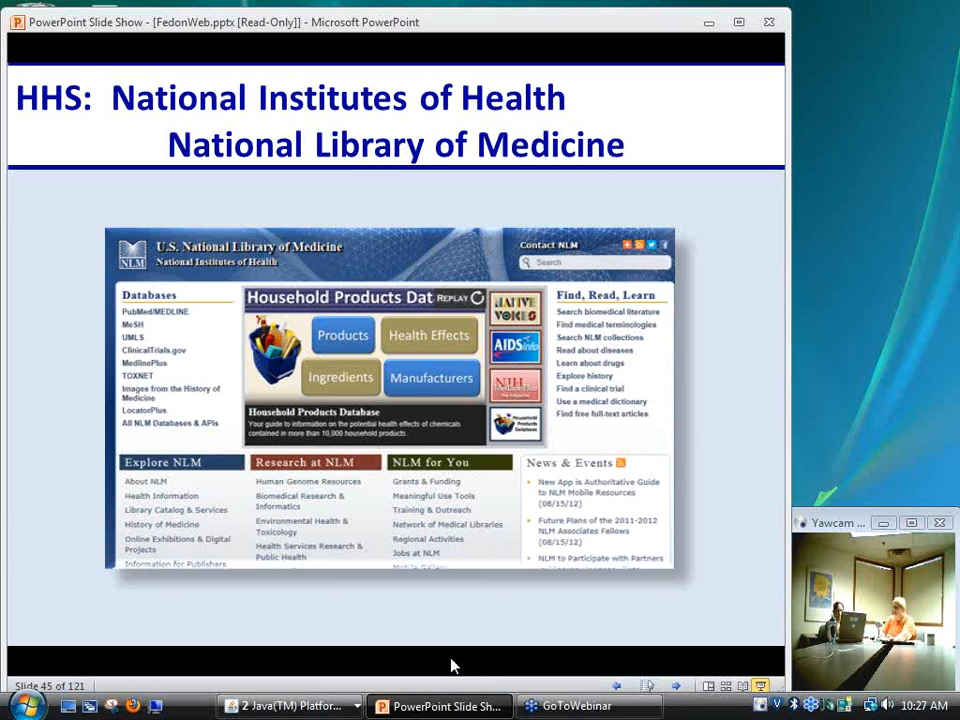 PowerPoint Slide Show - [FedonWeb.pptx [Read-Only]] - Microsoft PowerPoint
HHS: National Institutes of Health
National Library of Medicine
U.S. National Library of Medicine
National Institutes of Health
NLM
Contact NLM
Search
Databases
PubMed/MEDLINE
MeSH
UMLS
ClinicalTrials.gov
MedlinePlus
TOXNET
Images from the History of
Medicine
LocatorPlus
All NLM Databases & APIs
Household Products Dat REPLAY
Products
Health Effects
Ingredients
Manufacturers
Household Products Database
Your guide to information on the potential health effects of chemicals
contained in more than 10,000 household products.
NATIVE
VOICES
AIDSinfo
NIH
Household
Products
Database
Find, Read, Learn
Search biomedical literature
Find medical terminologies
Search NLM collections
Read about diseases
Learn about drugs
Explore history
Find a clinical trial
Use a medical dictionary
Find free full-text articles
Explore NLM
About NLM
Health Information
Library Catalog & Services
History of Medicine
Online Exhibitions & Digital
Projects
Information for Publishers
Research at NLM
Human Genome Resources
Biomedical Research &
Informatics
Environmental Health &
Toxicology
Health Services Research &
Public Health
NLM for You
Grants & Funding
Meaningful Use Tools
Training & Outreach
Network of Medical Libraries
Regional Activities
Jobs at NLM
News & Events
New App is Authoritative Guide
to NLM Mobile Resources
(08/15/12)
Future Plans of the 2011-2012
NLM Associates Fellows
(08/15/12)
NLM to Participate with Partners
Yawcam ...
Slide 45 of 121
2 Java(TM) Platfor...
PowerPoint Slide Sh...
GoToWebinar
10:27 AM